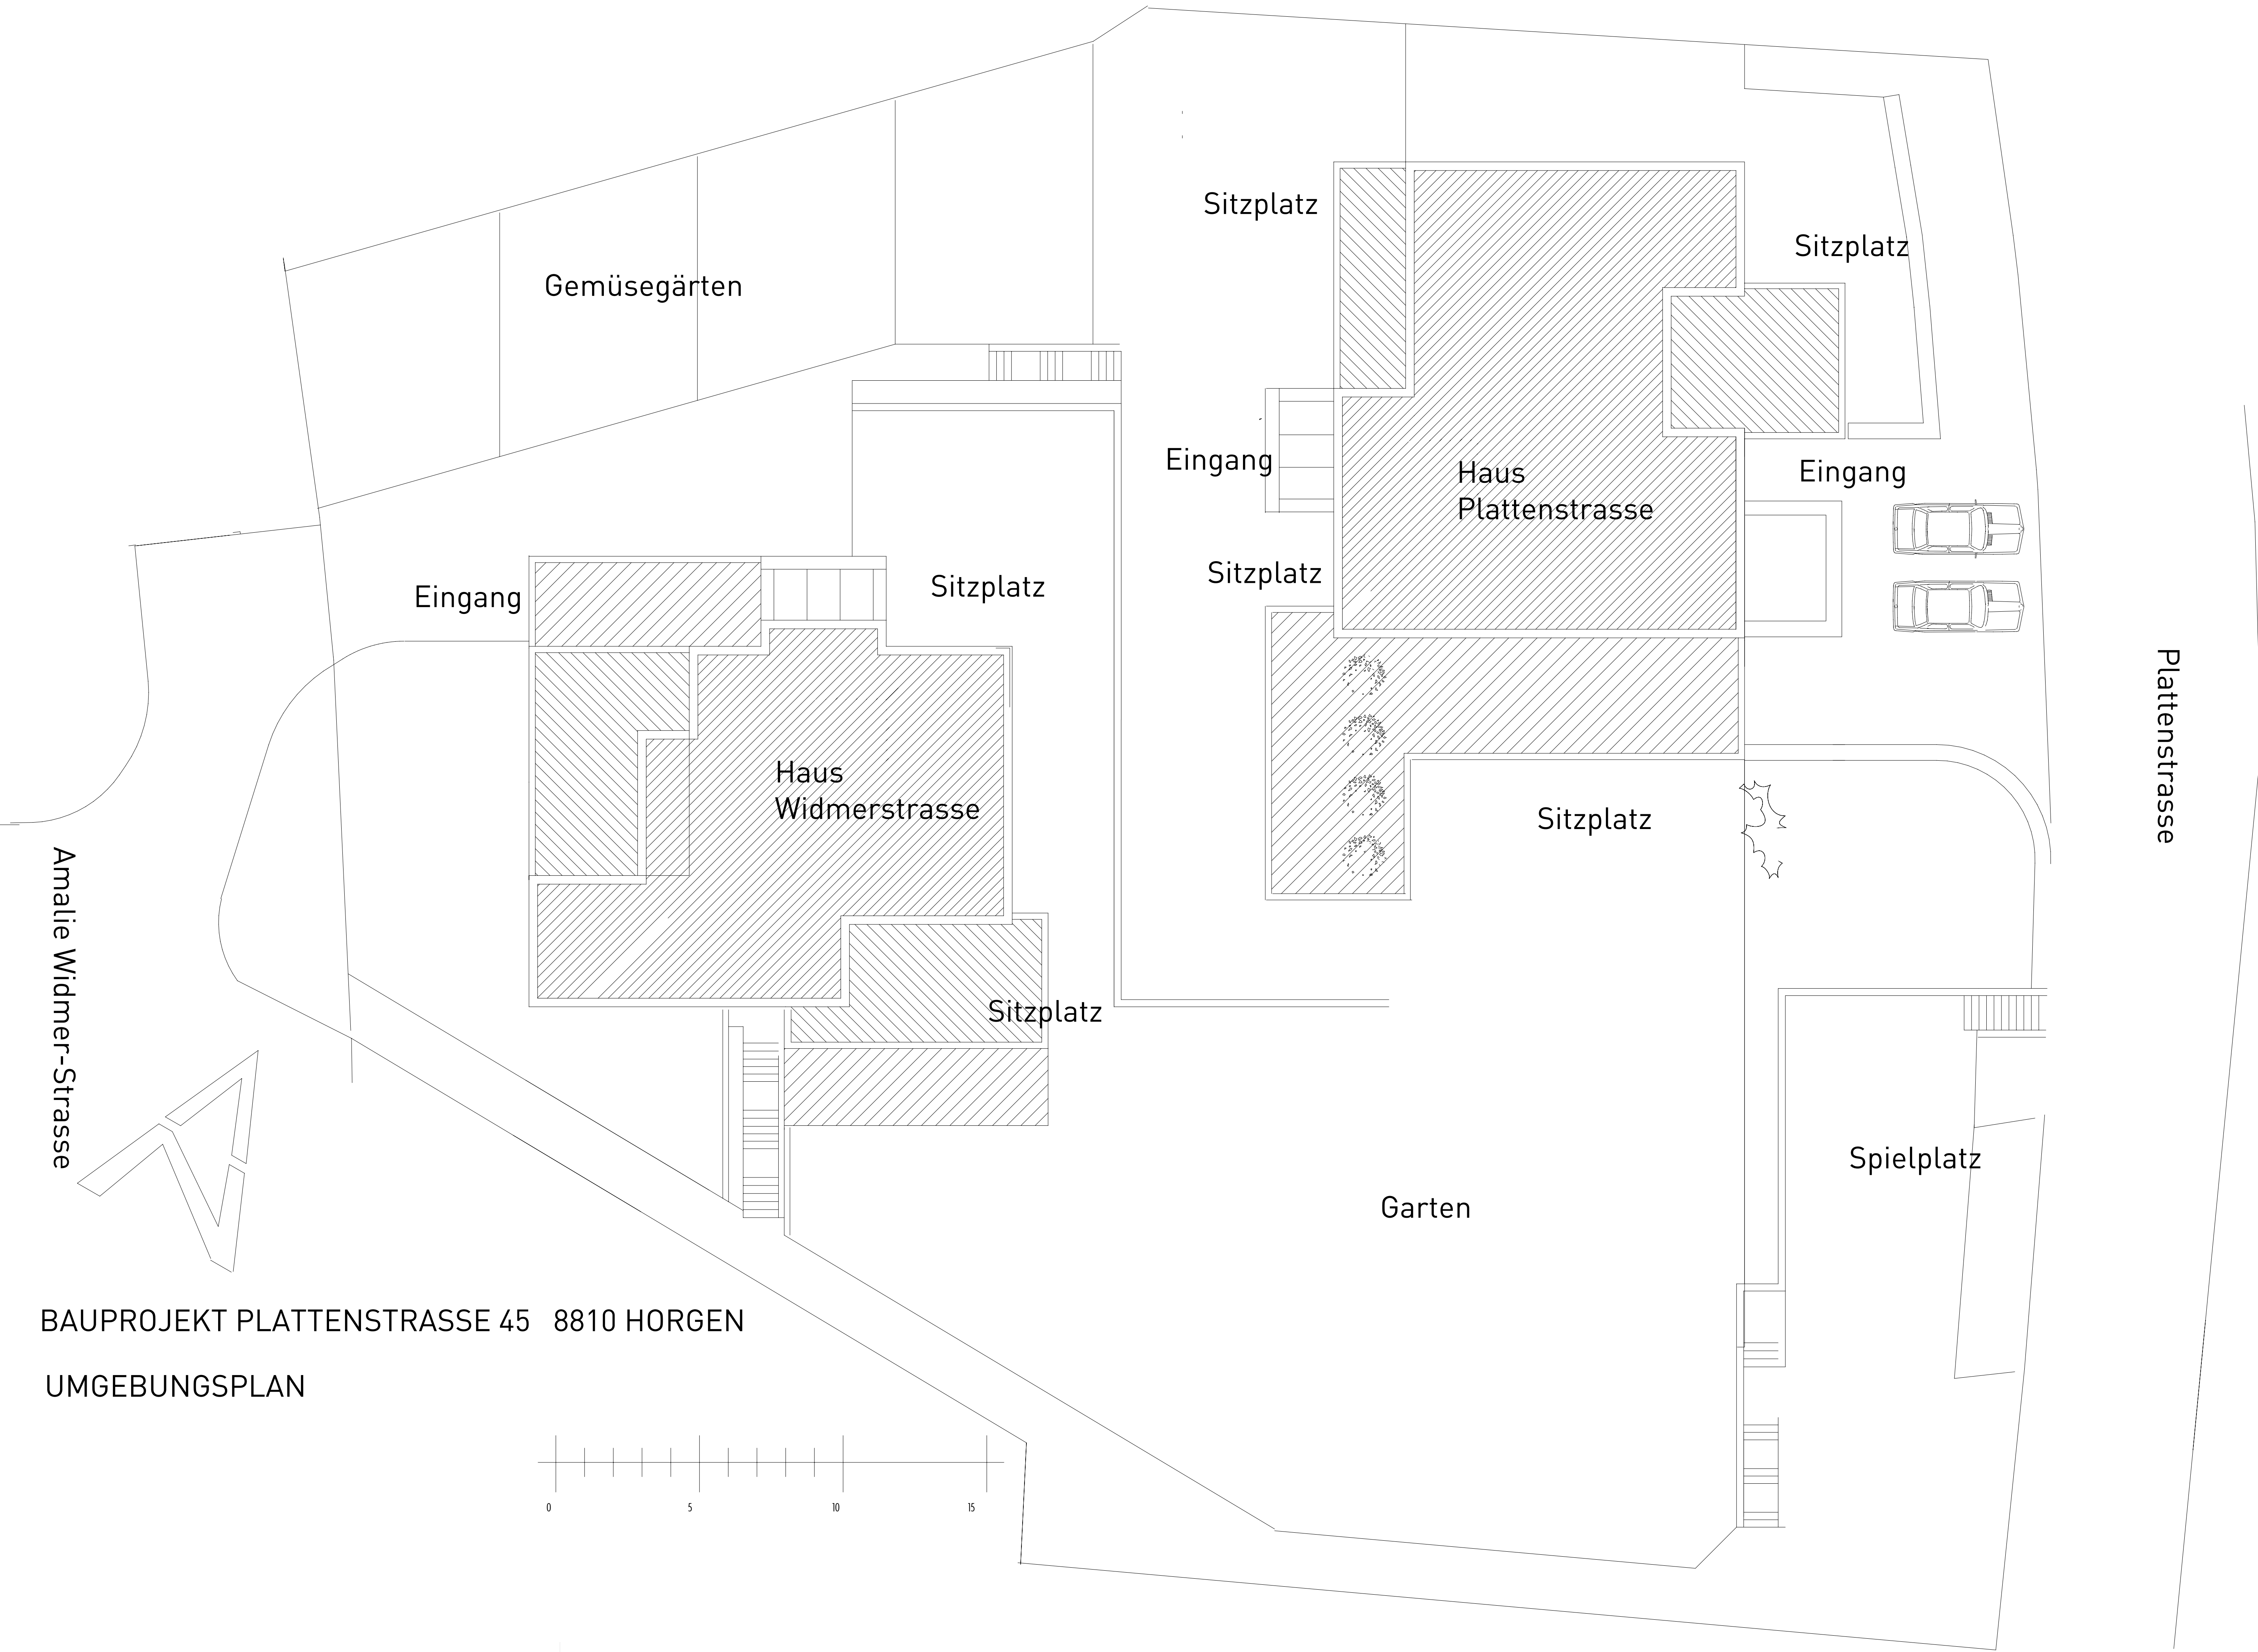 Sitzplatz
Sitzplatz
Gemüsegärten
Eingang
Haus
Plattenstrasse
Eingang
Sitzplatz
Sitzplatz
Eingang
Plattenstrasse
Haus
Widmerstrasse
Sitzplatz
Amalie Widmer-Strasse
Sitzplatz
Spielplatz
Garten
BAUPROJEKT PLATTENSTRASSE 45   8810 HORGEN
UMGEBUNGSPLAN
0 5 10 15